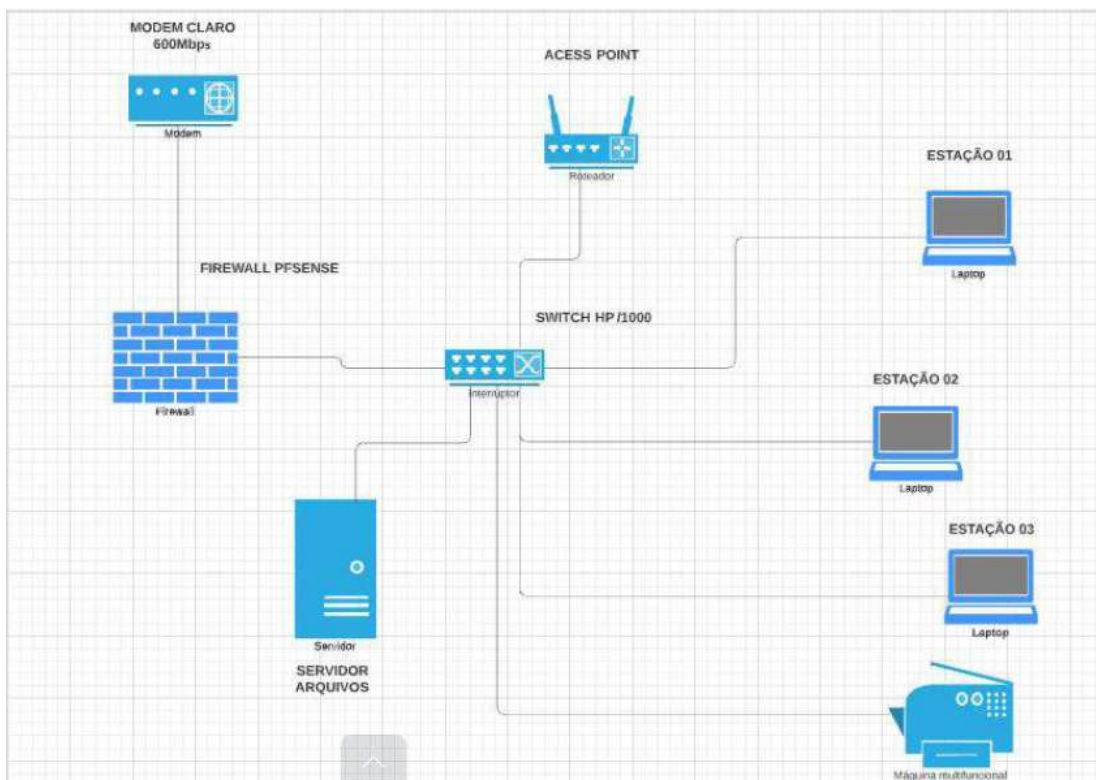 MODEM CLARO
600Mbps
Modem
ACESS POINT
Roteador
ESTAÇÃO 01
Laptop
FIREWALL PFSENSE
Firewall
SWITCH HP /1000
Interruptor
ESTAÇÃO 02
Laptop
ESTAÇÃO 03
Laptop
Servidor
SERVIDOR
ARQUIVOS
Máquina multifuncional